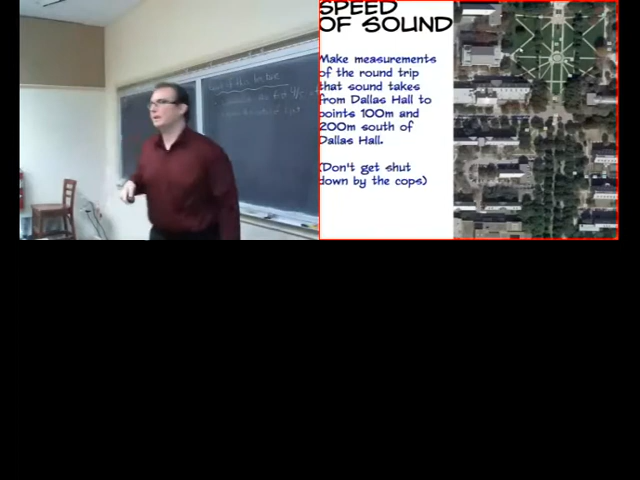 SPEED
OF SOUND
Make measurements
of the round trip
that sound takes
from Dallas Hall to
points 100m and
200m south of
Dallas Hall.
(Don't get shut
down by the cops)